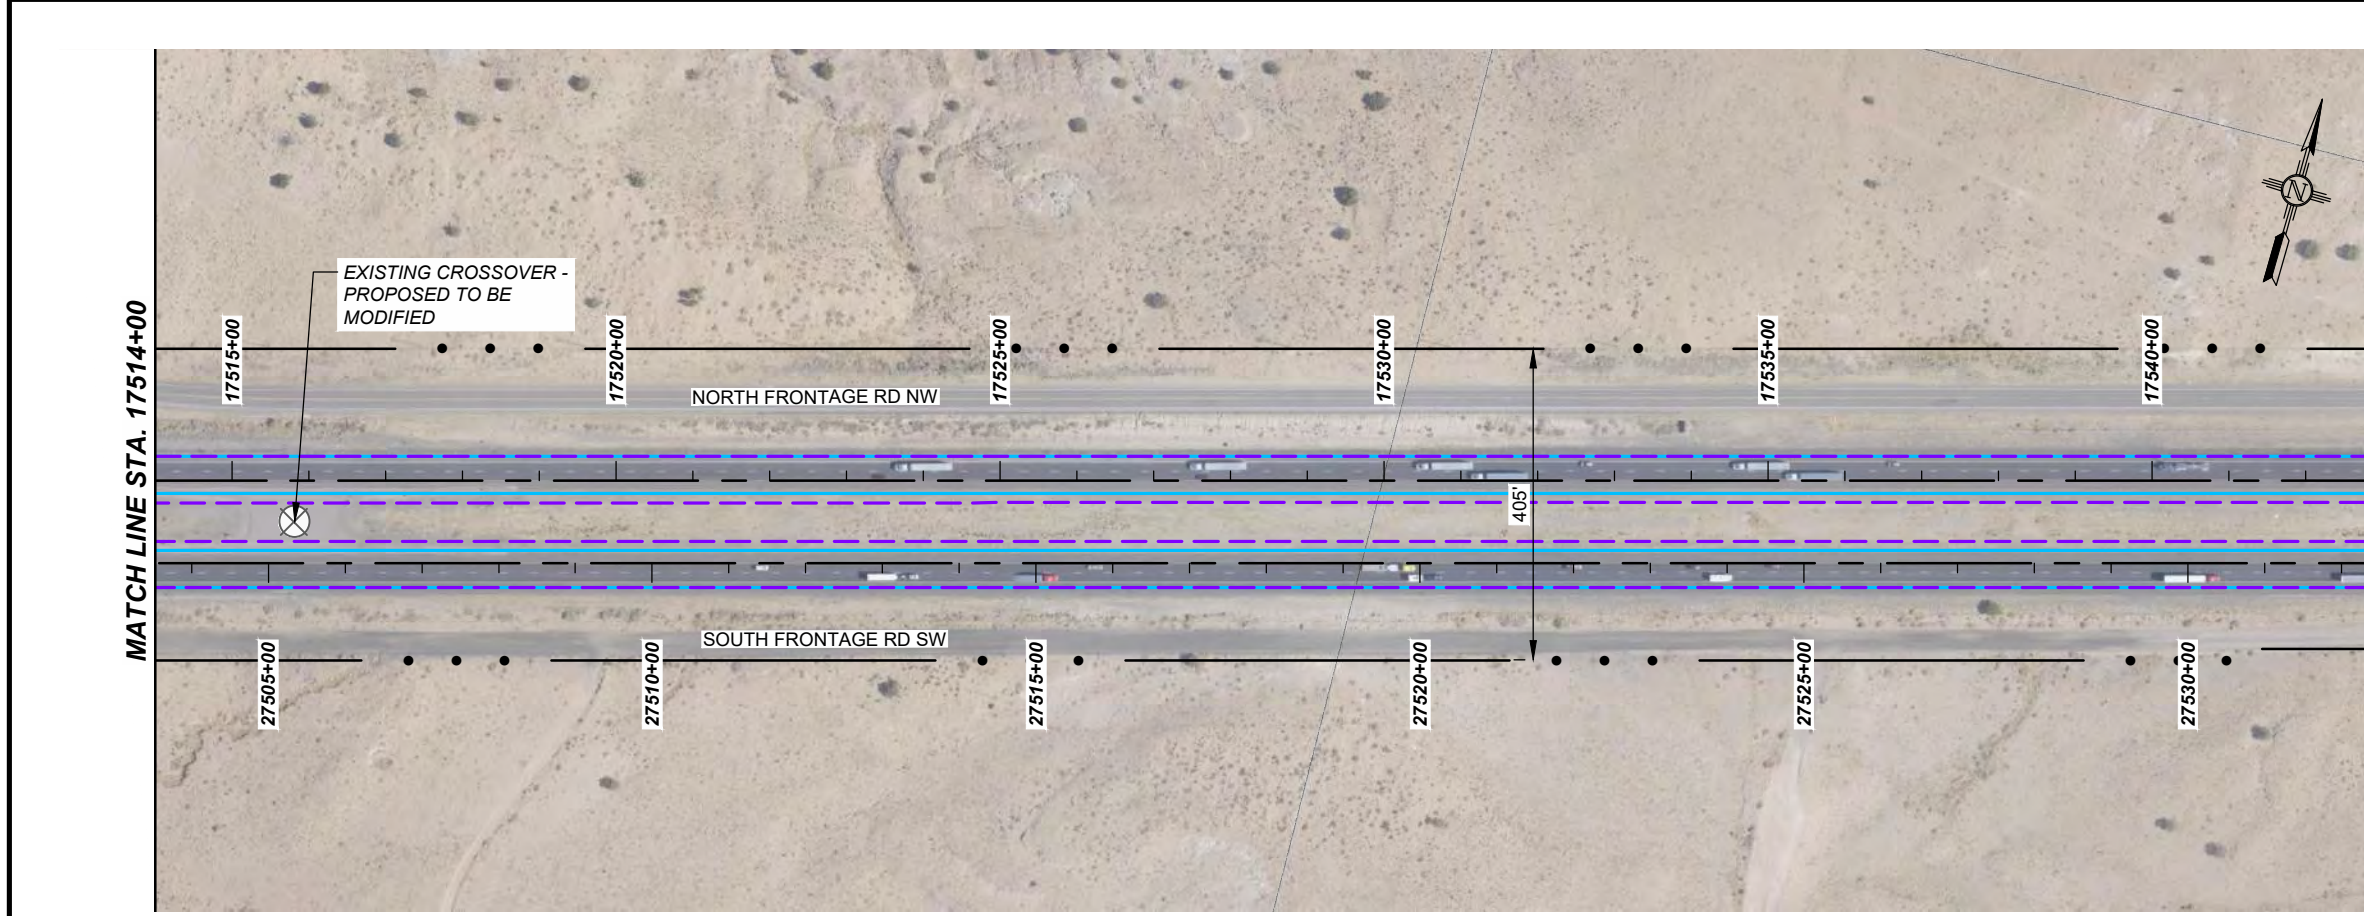 EXISTING CROSSOVER -
PROPOSED TO BE
MODIFIED
MATCH LINE STA. 17514+00
17515+00
17520+00
17525+00
17530+00
17535+00
17540+00
N
NORTH FRONTAGE RD NW
405'
SOUTH FRONTAGE RD SW
27505+00
27510+00
27515+00
27520+00
27525+00
27530+00